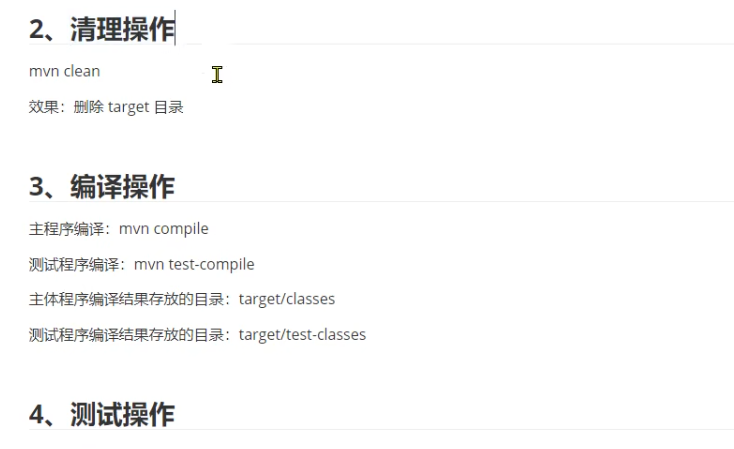 2、清理操作
mvn clean
效果：删除 target 目录
3、编译操作
主程序编译：mvn compile
测试程序编译：mvn test-compile
主体程序编译结果存放的目录：target/classes
测试程序编译结果存放的目录：target/test-classes
4、测试操作